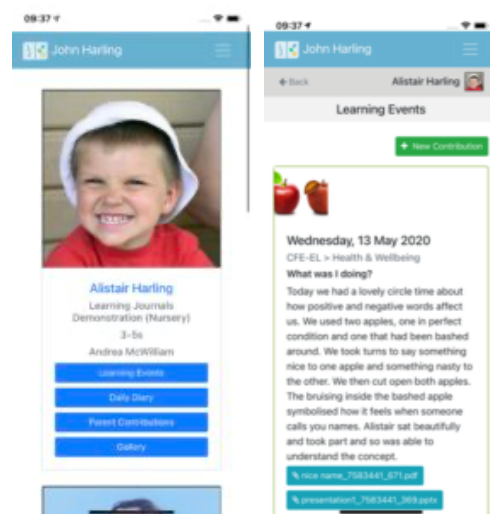 09:37
John Harling
Alistair Harling
Learning Journals
Demonstration (Nursery)
3-5s
Andrea McWilliam
Learning Events
Daily Diary
Parent Contributions
Gallery
09:37
John Harling
Back
Alistair Harling
Learning Events
+ New Contribution
Wednesday, 13 May 2020
CFE-EL > Health & Wellbeing
What was I doing?
Today we had a lovely circle time about
how positive and negative words affect
us. We used two apples, one in perfect
condition and one that had been bashed
around. We took turns to say something
nice to one apple and something nasty to
the other. We then cut open both apples.
The bruising inside the bashed apple
symbolised how it feels when someone
calls you names. Alistair sat beautifully
and took part and so was able to
understand the concept.
nice name_7583441_671.pdf
presentation1_7583441_369.pptx